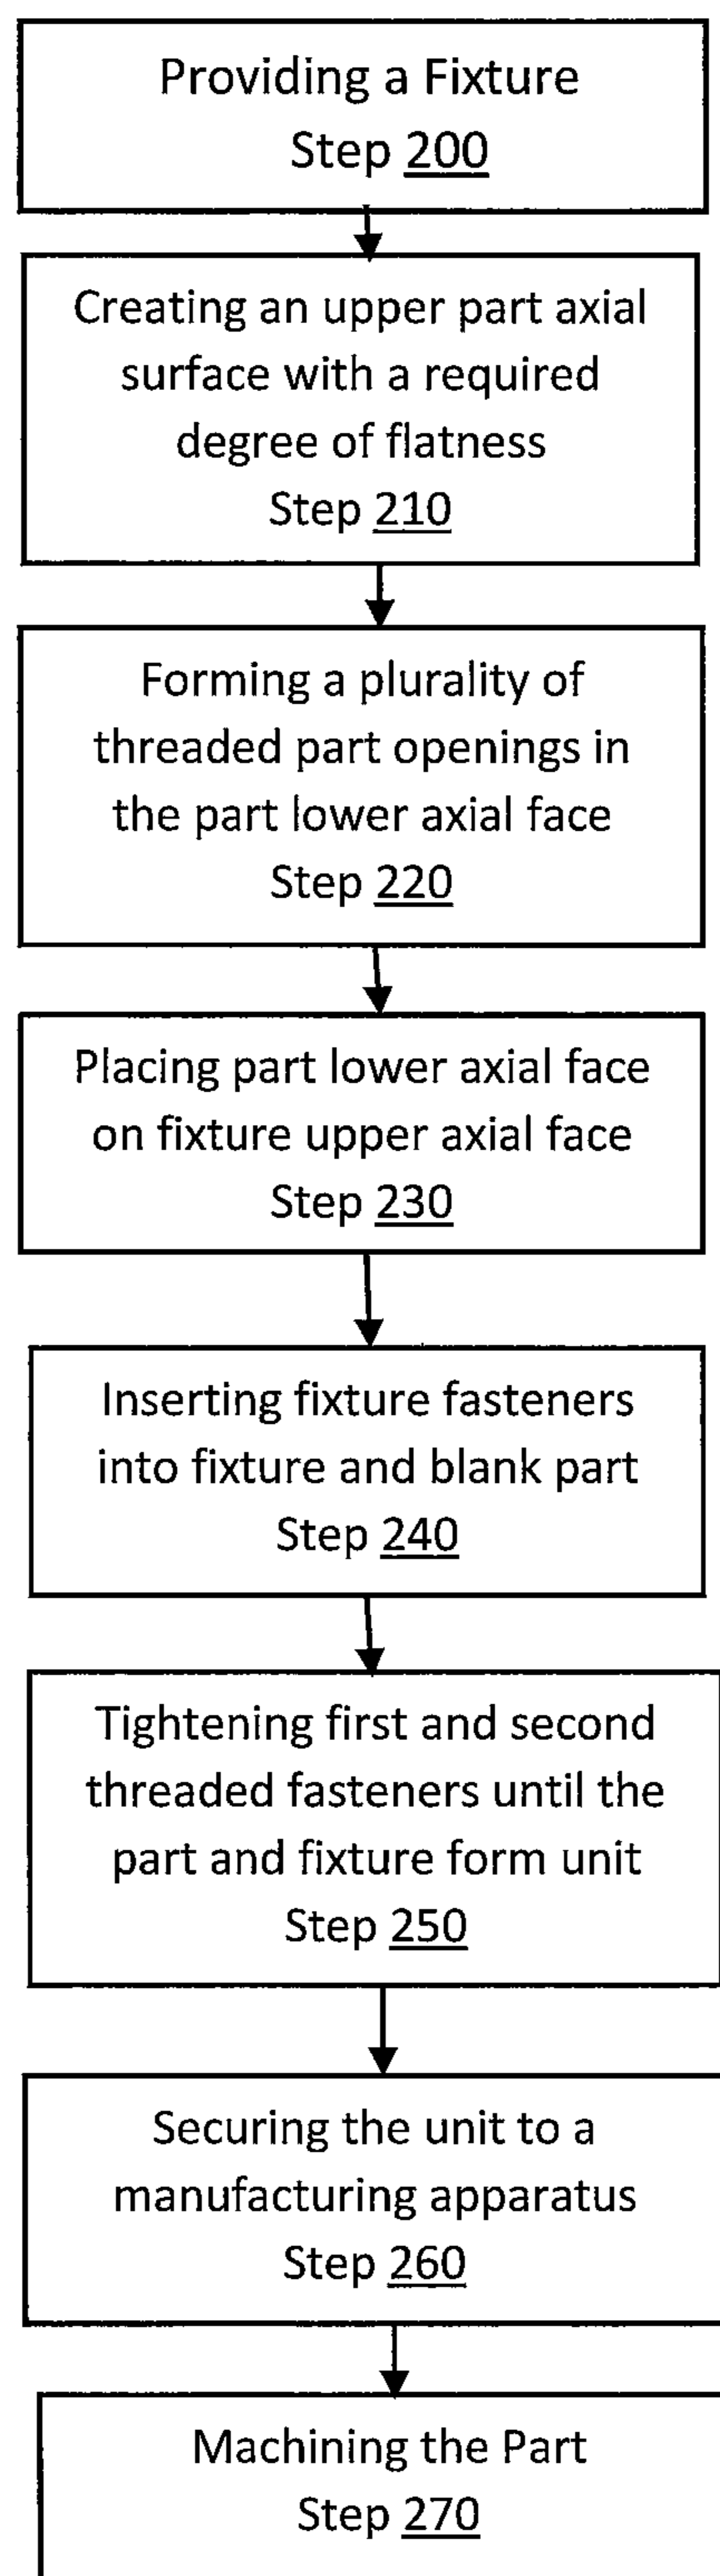 Providing a Fixture
Step 200
Creating an upper part axial
surface with a required
degree of flatness
Step 210
Forming a plurality of
threaded part openings in
the part lower axial face
Step 220
Placing part lower axial face
on fixture upper axial face
Step 230
Inserting fixture fasteners
into fixture and blank part
Step 240
Tightening first and second
threaded fasteners until the
part and fixture form unit
Step 250
Securing the unit to a
manufacturing apparatus
Step 260
Machining the Part
Step 270